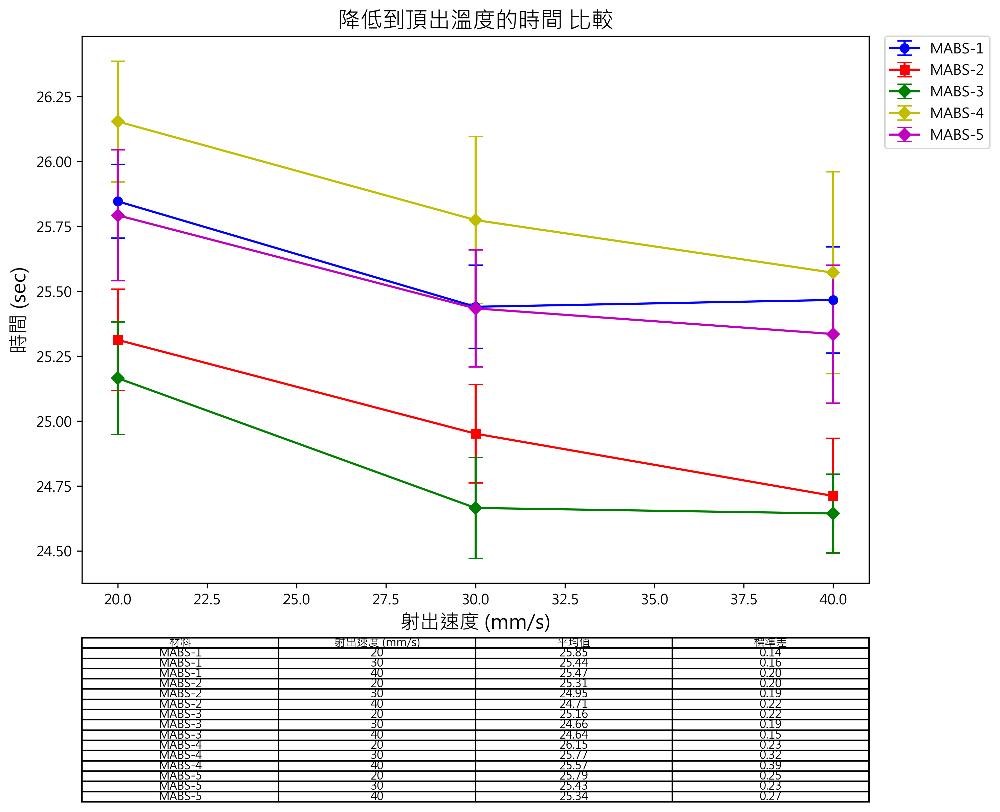 降低到頂出溫度的時間 比較
MABS-1
MABS-2
MABS-3
MABS-4
MABS-5
時間 (sec)
26.25
26.00
25.75
25.50
25.25
25.00
24.75
24.50
20.0 22.5 25.0 27.5 30.0 32.5 35.0 37.5 40.0
射出速度 (mm/s)
材料 射出速度 (mm/s) 平均值 標準差
MABS-1 20 25.85 0.14
MABS-1 30 25.44 0.16
MABS-1 40 25.47 0.20
MABS-2 20 25.31 0.20
MABS-2 30 24.95 0.19
MABS-2 40 24.71 0.22
MABS-3 20 25.16 0.22
MABS-3 30 24.66 0.19
MABS-3 40 24.64 0.15
MABS-4 20 26.15 0.23
MABS-4 30 25.77 0.32
MABS-4 40 25.57 0.39
MABS-5 20 25.79 0.25
MABS-5 30 25.43 0.23
MABS-5 40 25.34 0.27